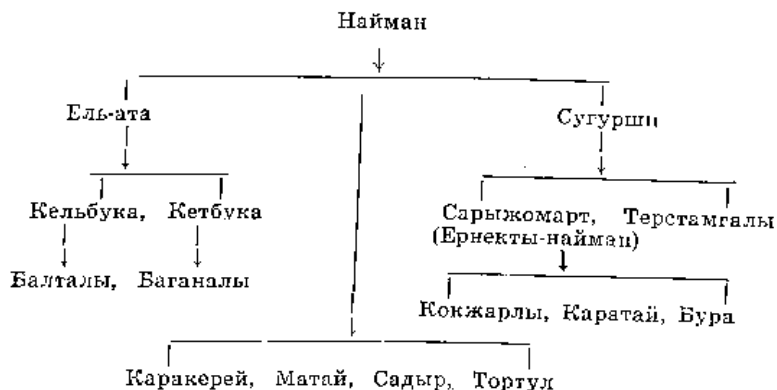 Найман
Ель-ата Сугурши
Кельбука, Кетбука Сарыжомарт, Терстамгалы
(Ернекты-найман)
Балталы, Баганалы
Кокжарлы, Каратай, Бура
Каракерей, Матай, Садыр, Тортул